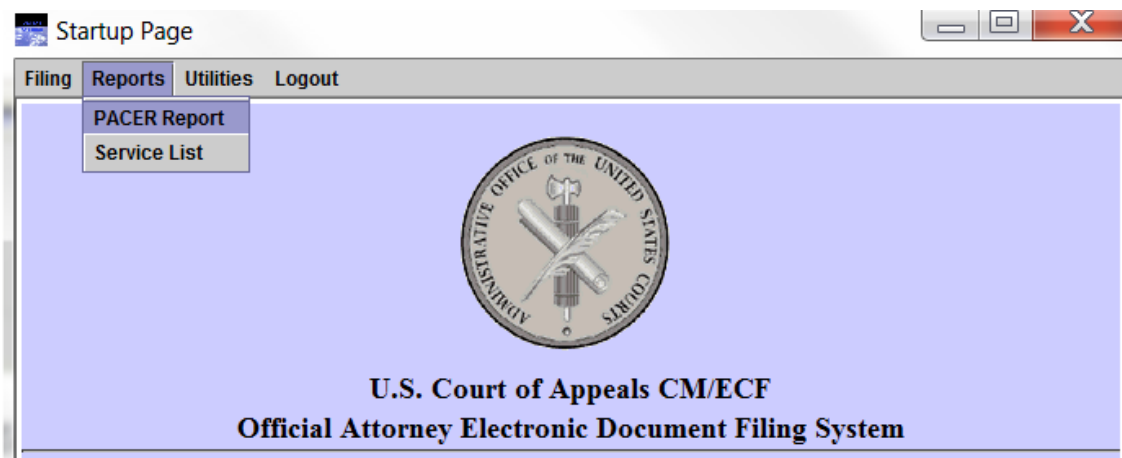 Startup Page
Filing Reports Utilities Logout
PACER Report
Service List
ADMINISTRATIVE OFFICE OF THE UNITED STATES COURTS
U.S. Court of Appeals CM/ECF
Official Attorney Electronic Document Filing System